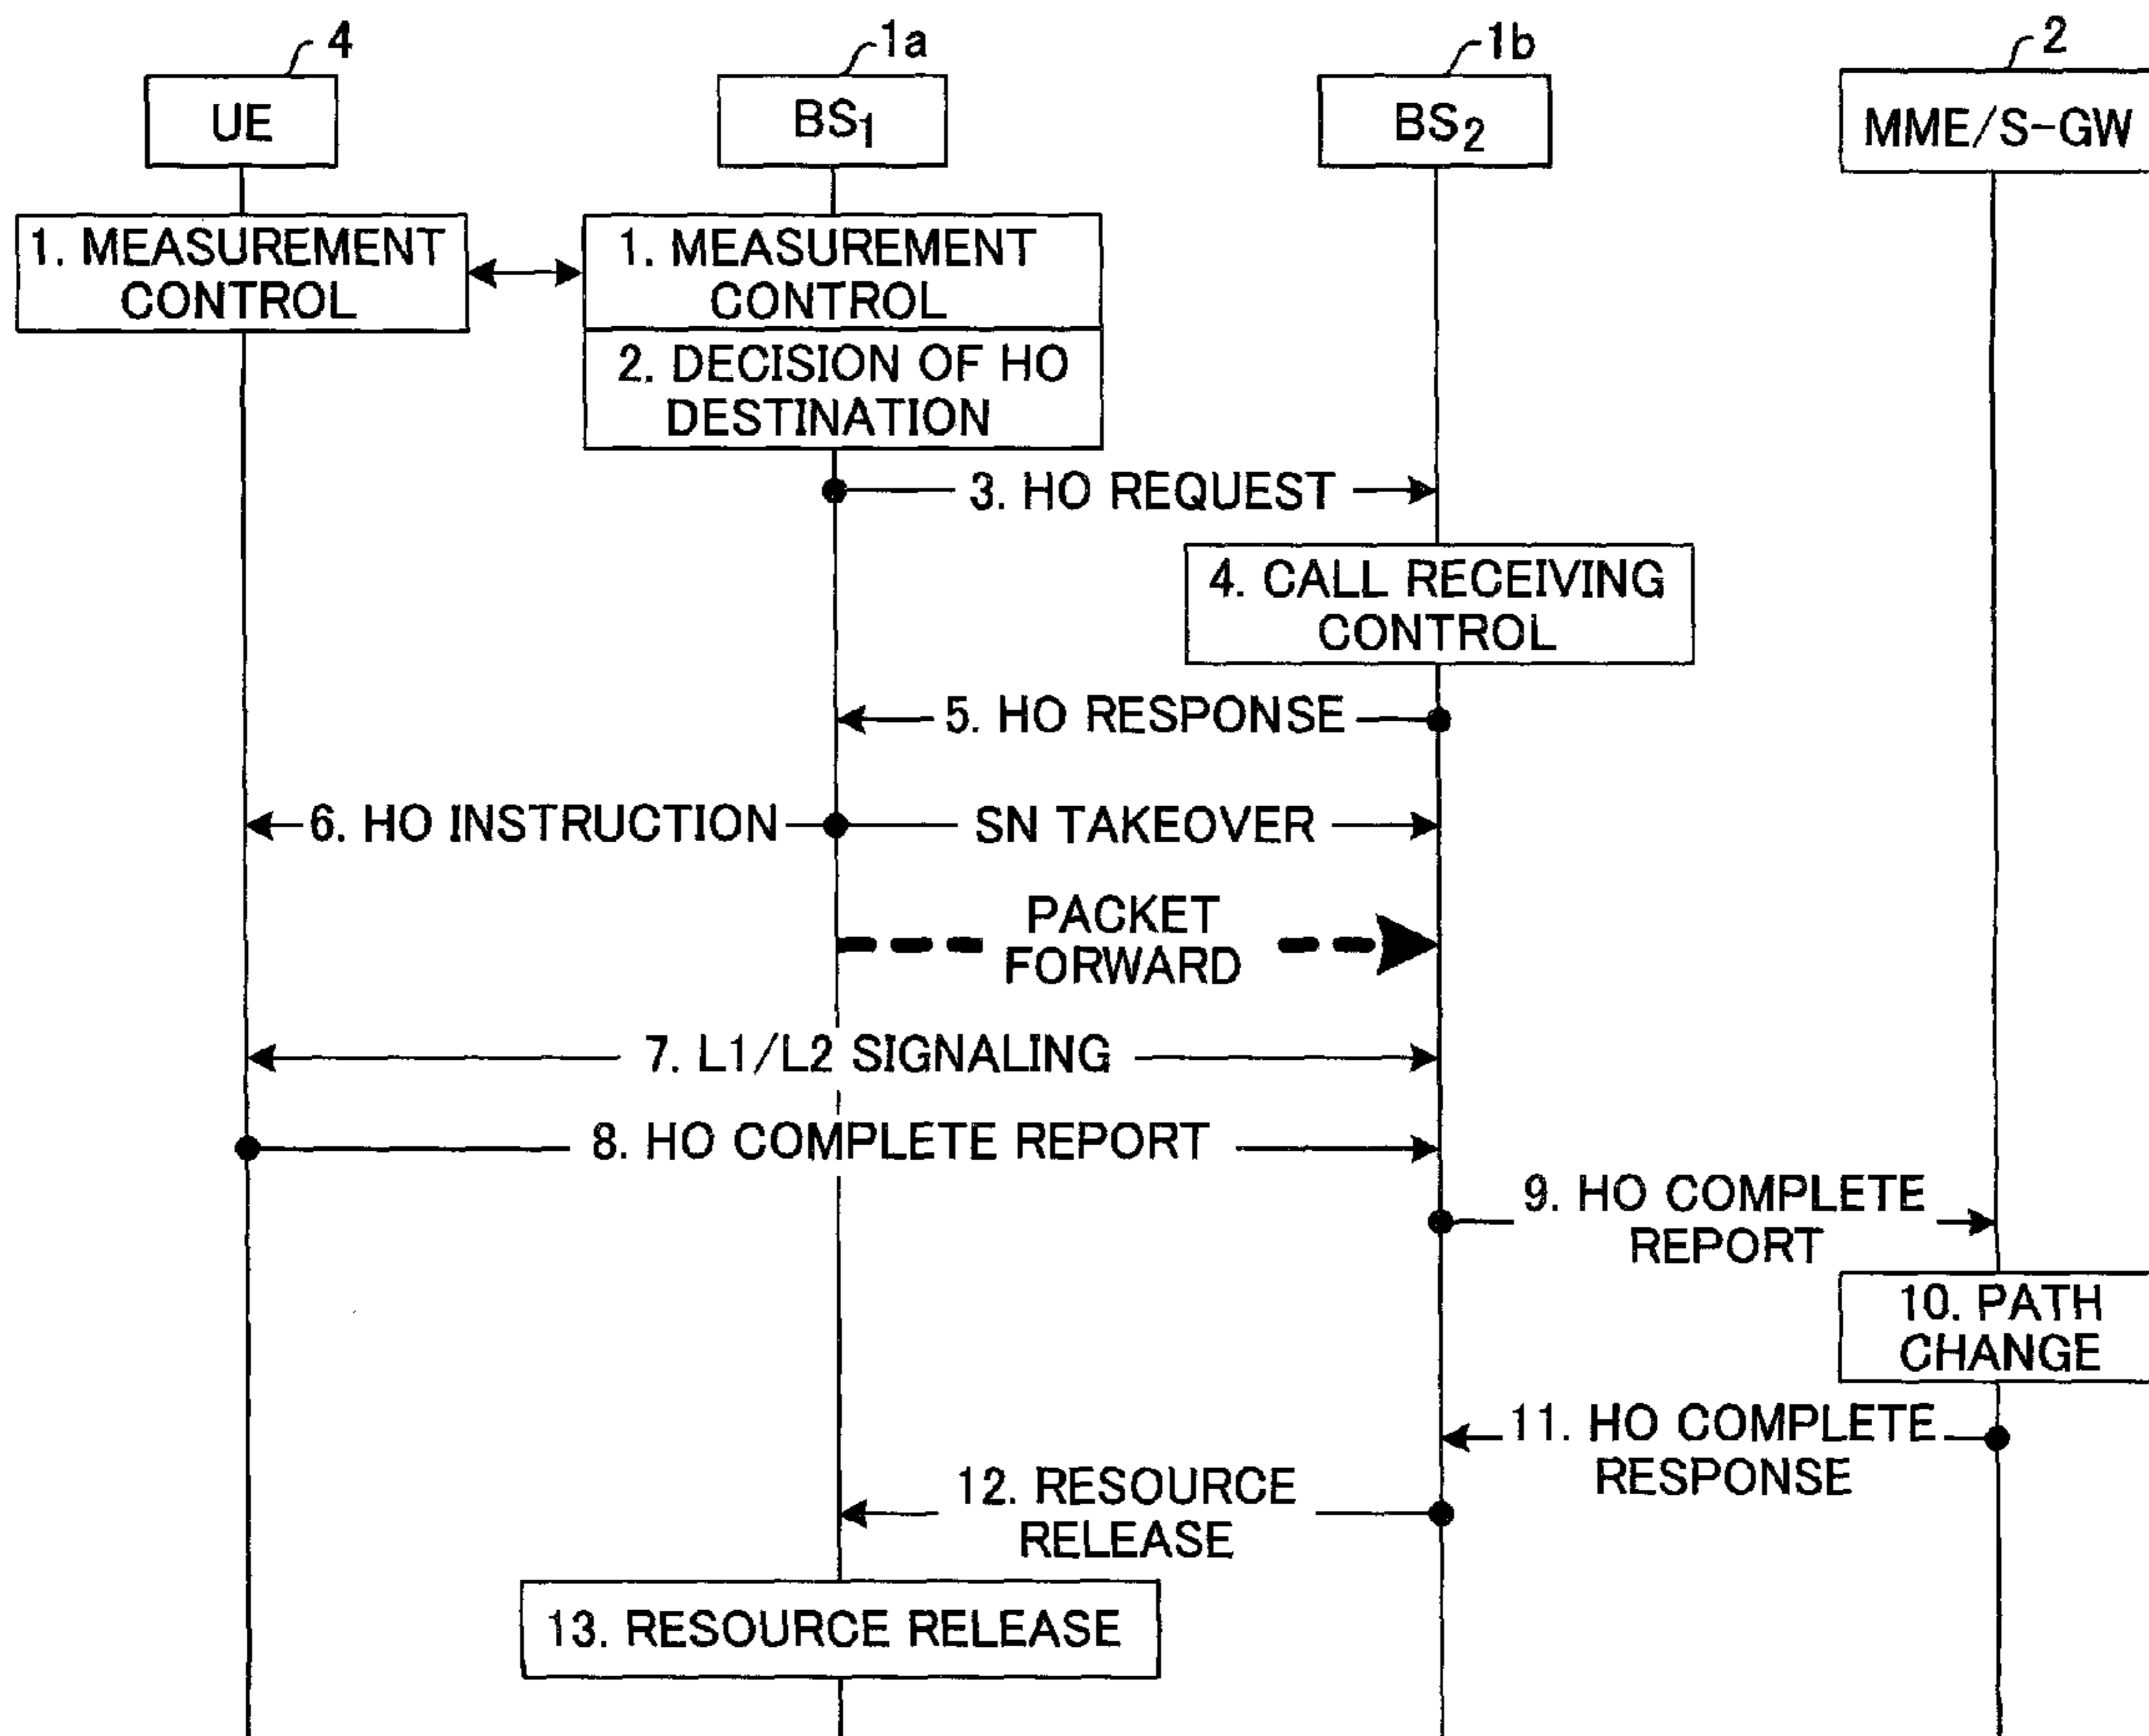 4
1a
1b
2
UE
BS1
BS2
MME/S-GW
1. MEASUREMENT
CONTROL
1. MEASUREMENT
CONTROL
2. DECISION OF HO
DESTINATION
3. HO REQUEST
4. CALL RECEIVING
CONTROL
5. HO RESPONSE
6. HO INSTRUCTION
SN TAKEOVER
PACKET
FORWARD
7. L1/L2 SIGNALING
8. HO COMPLETE REPORT
9. HO COMPLETE
REPORT
10. PATH
CHANGE
11. HO COMPLETE
RESPONSE
12. RESOURCE
RELEASE
13. RESOURCE RELEASE